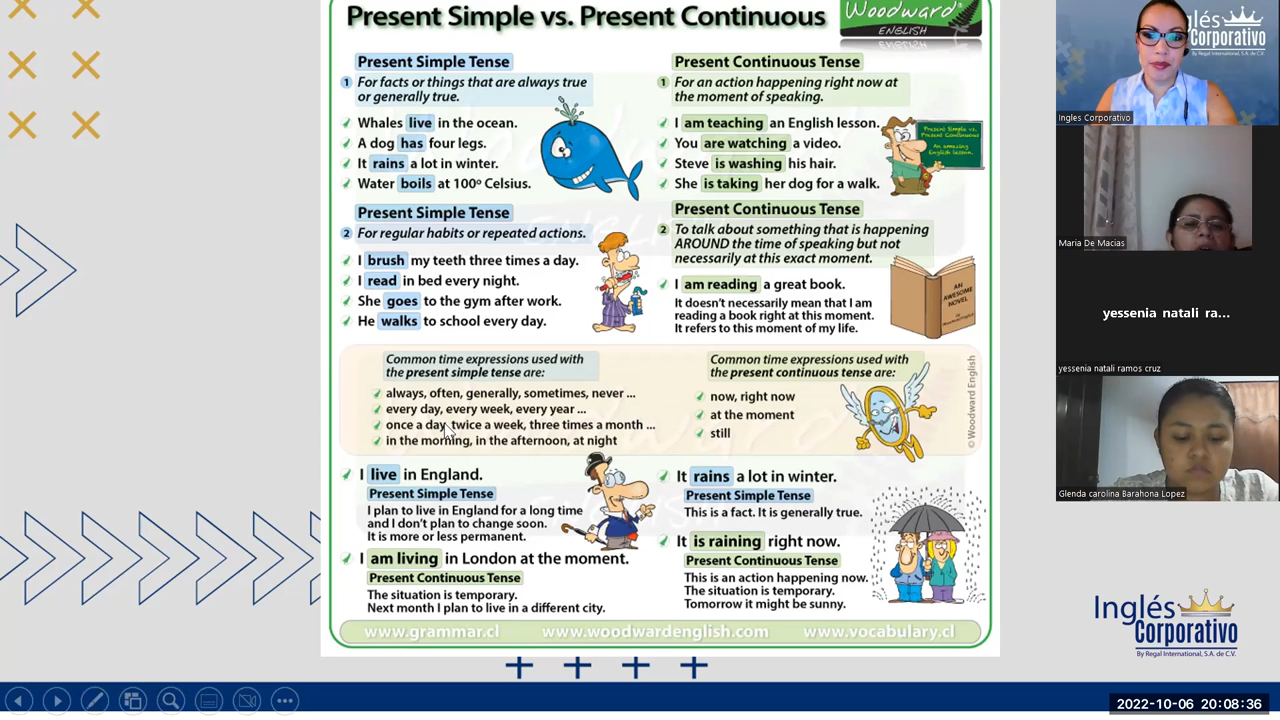 Present Simple vs. Present Continuous
Woodward
ENGLISH
Present Simple Tense
1 For facts or things that are always true
or generally true.
Whales live in the ocean.
A dog has four legs.
It rains a lot in winter.
Water boils at 100º Celsius.
Present Simple Tense
2 For regular habits or repeated actions.
I brush my teeth three times a day.
I read in bed every night.
She goes to the gym after work.
He walks to school every day.
Present Continuous Tense
1 For an action happening right now at
the moment of speaking.
I am teaching an English lesson.
You are watching a video.
Steve is washing his hair.
She is taking her dog for a walk.
Present Simple vs.
Present Continuous
An amazing
English lesson.
Present Continuous Tense
2 To talk about something that is happening
AROUND the time of speaking but not
necessarily at this exact moment.
I am reading a great book.
It doesn't necessarily mean that I am
reading a book right at this moment.
It refers to this moment of my life.
AN
AWESOME
NOVEL
Common time expressions used with
the present simple tense are:
always, often, generally, sometimes, never ...
every day, every week, every year ...
once a day, twice a week, three times a month ...
in the morning, in the afternoon, at night
Common time expressions used with
the present continuous tense are:
now, right now
at the moment
still
© Woodward English
I live in England.
Present Simple Tense
I plan to live in England for a long time
and I don't plan to change soon.
It is more or less permanent.
I am living in London at the moment.
Present Continuous Tense
The situation is temporary.
Next month I plan to live in a different city.
It rains a lot in winter.
Present Simple Tense
This is a fact. It is generally true.
It is raining right now.
Present Continuous Tense
This is an action happening now.
The situation is temporary.
Tomorrow it might be sunny.
www.grammar.cl www.woodwardenglish.com www.vocabulary.cl
glés
Corporativo
By Regal International, S.A. de C.V.
Ingles Corporativo
Maria De Macias
yessenia natali ra...
yessenia natali ramos cruz
Glenda carolina Barahona Lopez
Inglés
Corporativo
By Regal International, S.A. de C.V.
2022-10-06 20:08:36